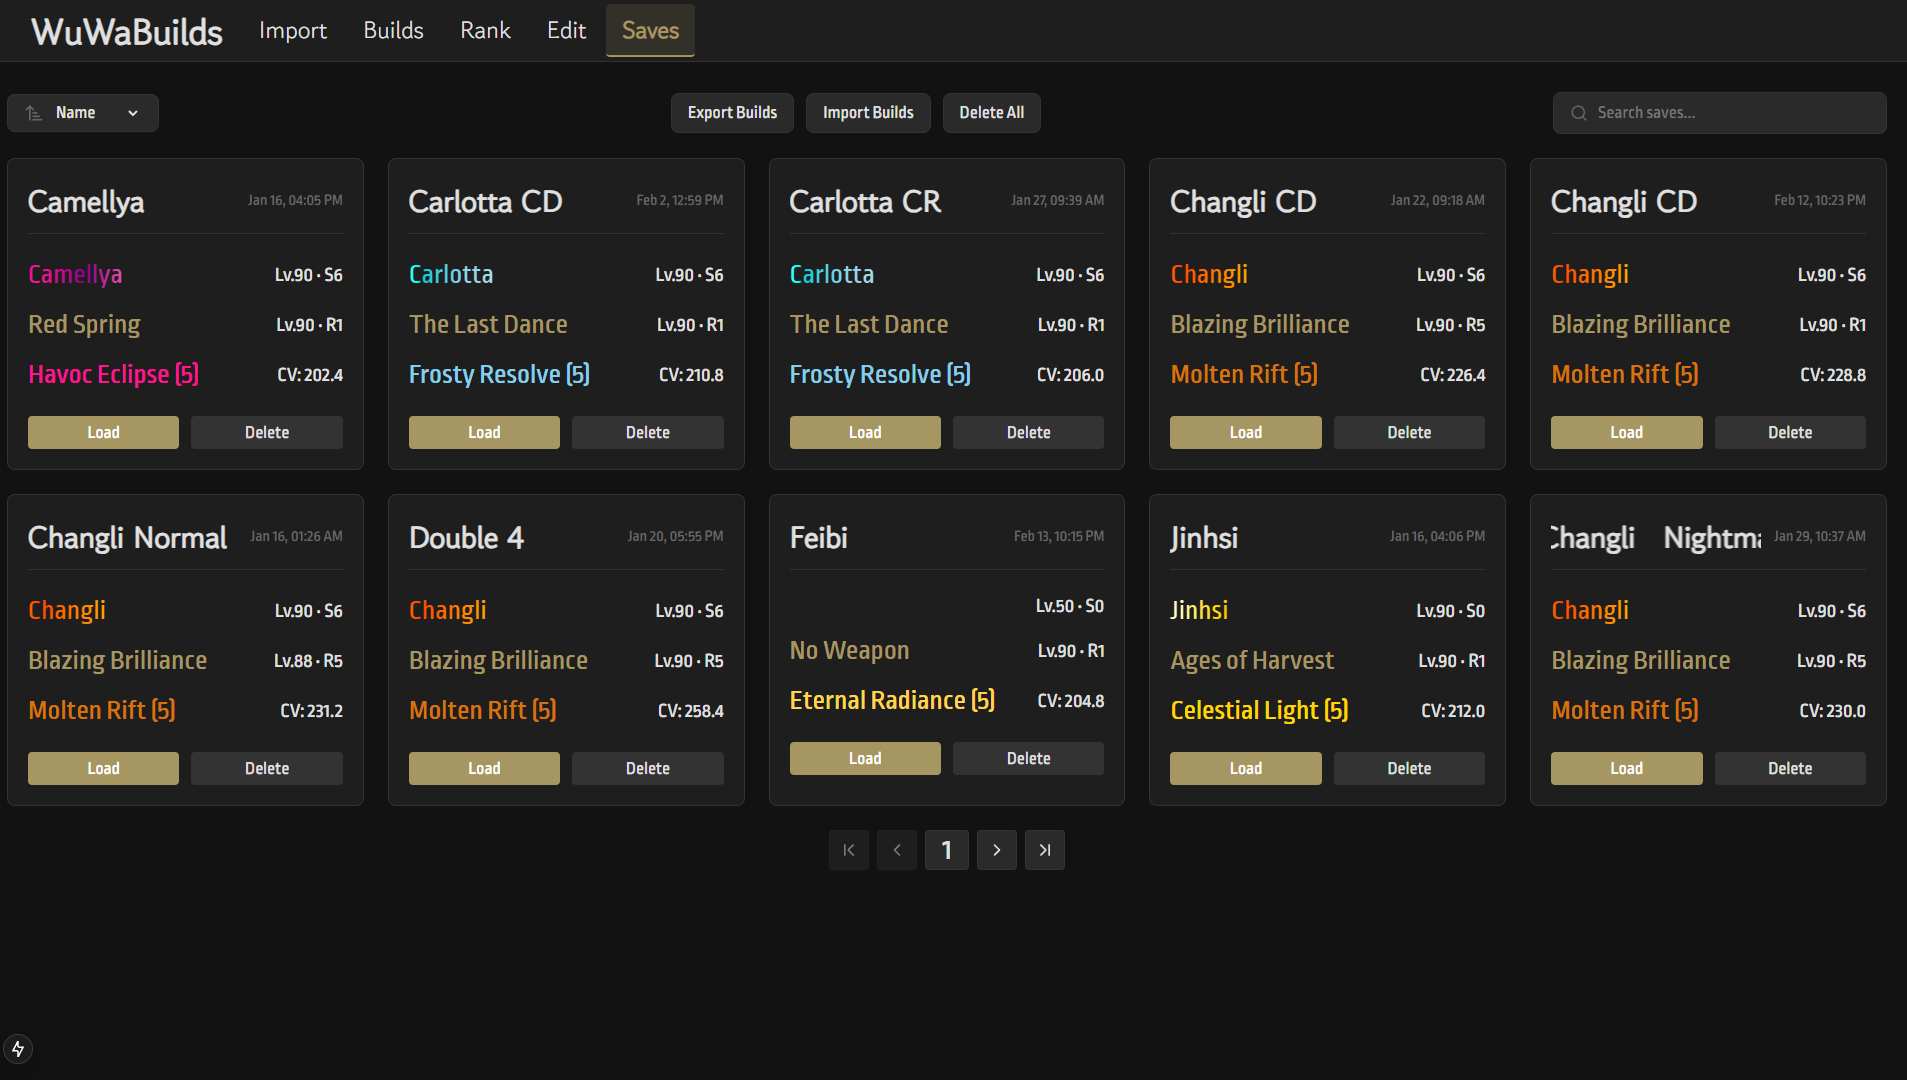 WuWaBuilds Import Builds Rank Edit Saves
Name Export Builds Import Builds Delete All Search saves...
Camellya Jan 16, 04:05 PM
Camellya Lv.90 · S6
Red Spring Lv.90 · R1
Havoc Eclipse (5) CV: 202.4
Load Delete
Carlotta CD Feb 2, 12:59 PM
Carlotta Lv.90 · S6
The Last Dance Lv.90 · R1
Frosty Resolve (5) CV: 210.8
Load Delete
Carlotta CR Jan 27, 09:39 AM
Carlotta Lv.90 · S6
The Last Dance Lv.90 · R1
Frosty Resolve (5) CV: 206.0
Load Delete
Changli CD Jan 22, 09:18 AM
Changli Lv.90 · S6
Blazing Brilliance Lv.90 · R5
Molten Rift (5) CV: 226.4
Load Delete
Changli CD Feb 12, 10:23 PM
Changli Lv.90 · S6
Blazing Brilliance Lv.90 · R1
Molten Rift (5) CV: 228.8
Load Delete
Changli Normal Jan 16, 01:26 AM
Changli Lv.90 · S6
Blazing Brilliance Lv.88 · R5
Molten Rift (5) CV: 231.2
Load Delete
Double 4 Jan 20, 05:55 PM
Changli Lv.90 · S6
Blazing Brilliance Lv.90 · R5
Molten Rift (5) CV: 258.4
Load Delete
Feibi Feb 13, 10:15 PM
Lv.50 · S0
No Weapon Lv.90 · R1
Eternal Radiance (5) CV: 204.8
Load Delete
Jinhsi Jan 16, 04:06 PM
Jinhsi Lv.90 · S0
Ages of Harvest Lv.90 · R1
Celestial Light (5) CV: 212.0
Load Delete
Changli Nightma Jan 29, 10:37 AM
Changli Lv.90 · S6
Blazing Brilliance Lv.90 · R5
Molten Rift (5) CV: 230.0
Load Delete
1